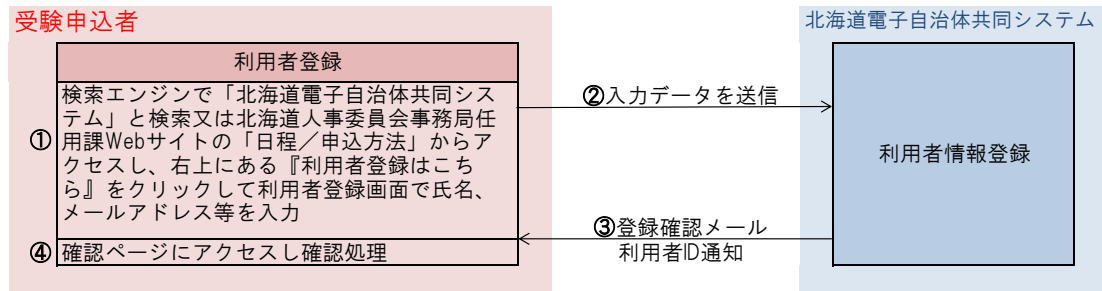 受験申込者
北海道電子自治体共同システム
利用者登録
①
検索エンジンで「北海道電子自治体共同シス
テム」と検索又は北海道人事委員会事務局任
用課Webサイトの「日程／申込方法」からア
クセスし、右上にある『利用者登録はこち
ら』をクリックして利用者登録画面で氏名、
メールアドレス等を入力
②入力データを送信
利用者情報登録
③登録確認メール
利用者ID通知
④確認ページにアクセスし確認処理